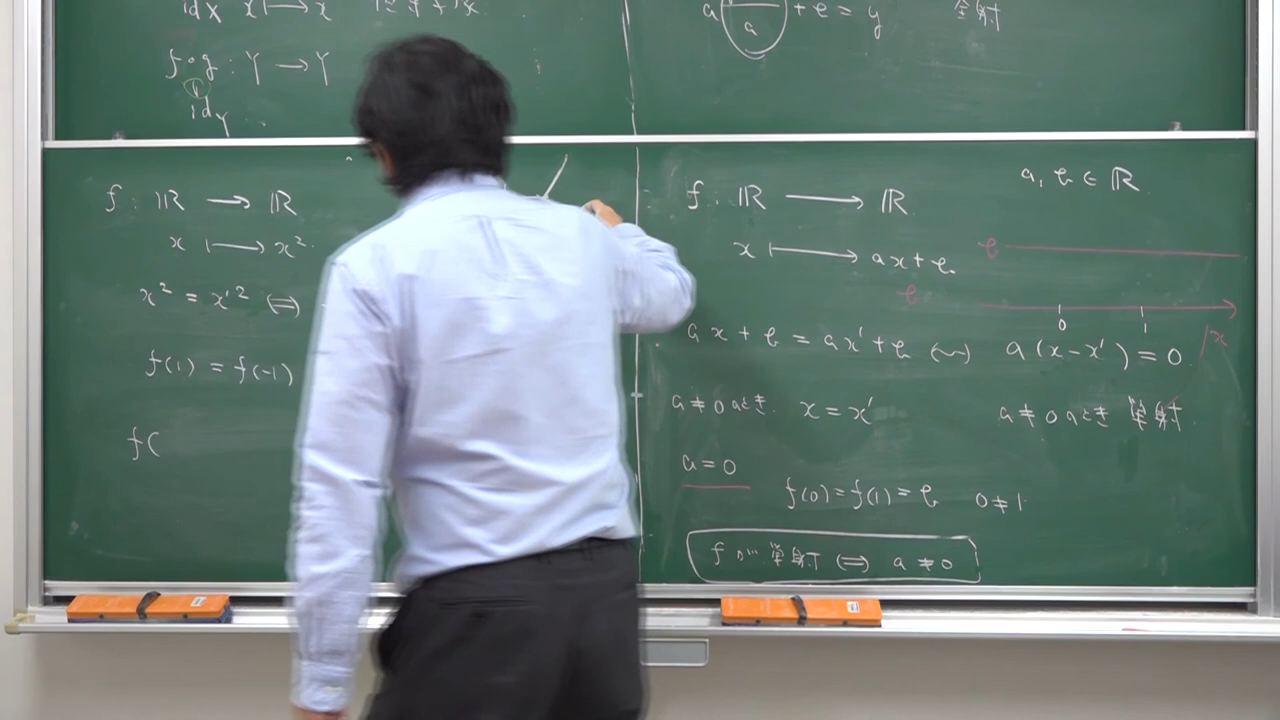 id_X x ↦ x
f∘g : Y → Y
id_Y
+ b = y 全射
a
f : ℝ → ℝ
x ↦ x²
x² = x'² ⇔
f(1) = f(-1)
f(
f : ℝ → ℝ
a, b ∈ ℝ
x ↦ ax+b
b
b
0 1
x
ax + b = ax' + b ⇔ a(x-x') = 0
a≠0のとき x = x' a≠0のとき 単射
a = 0
f(0) = f(1) = b 0≠1
fが単射 ⇔ a≠0